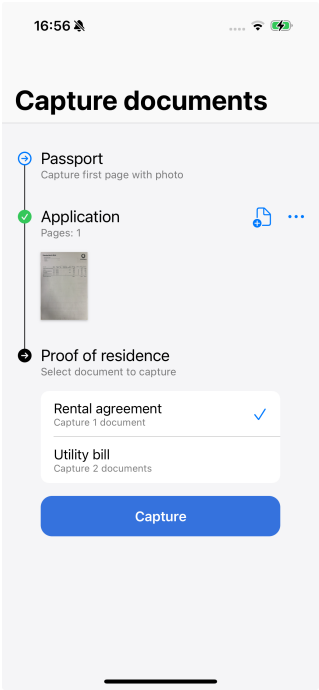 16:56
Capture documents
Passport
Capture first page with photo
Application
Pages: 1
Proof of residence
Select document to capture
Rental agreement
Capture 1 document
Utility bill
Capture 2 documents
Capture